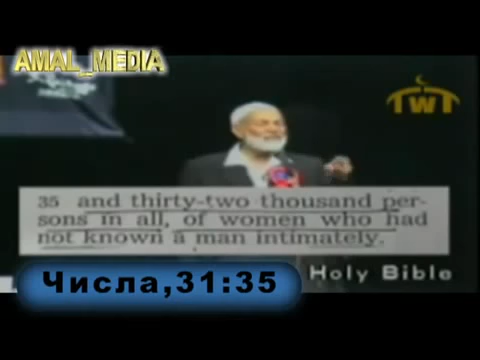 AMAL_MEDIA
TWT
35 and thirty-two thousand per-
sons in all, of women who had
not known a man intimately.
Holy Bible
Числа,31:35